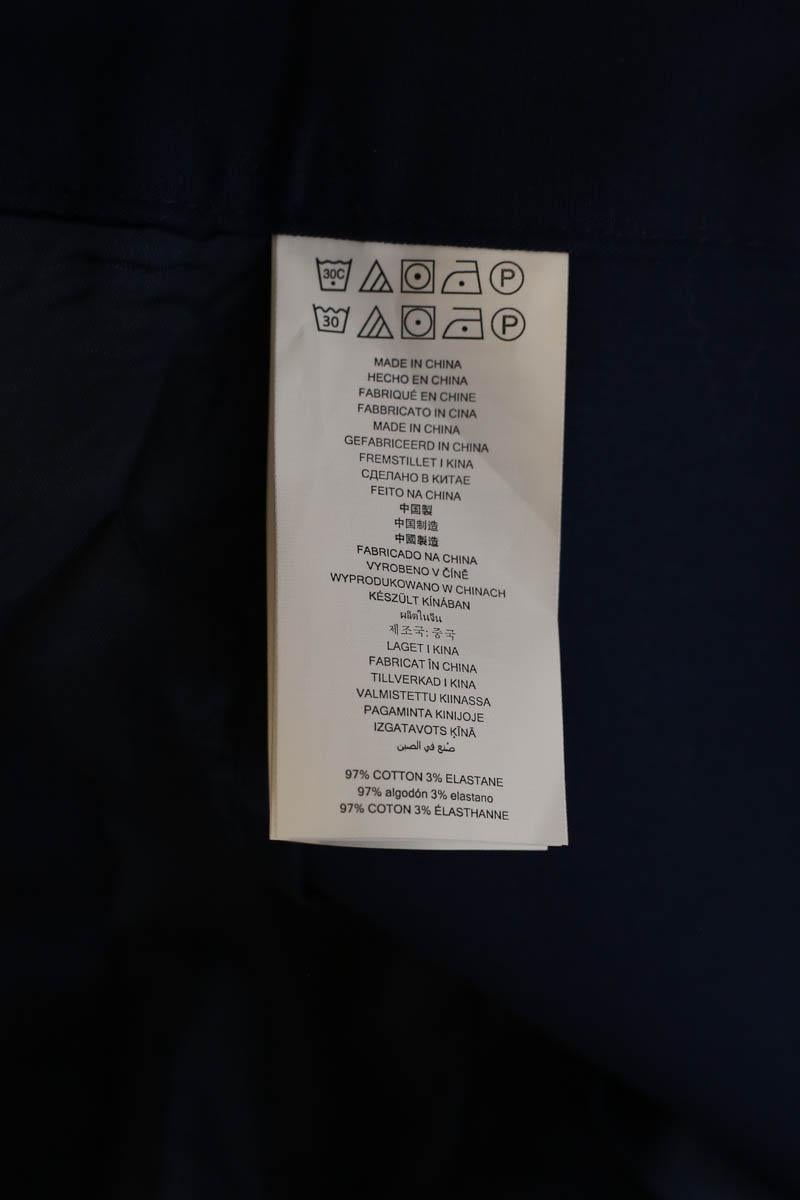 30C P
30 P
MADE IN CHINA
HECHO EN CHINA
FABRIQUÉ EN CHINE
FABBRICATO IN CINA
MADE IN CHINA
GEFABRICEERD IN CHINA
FREMSTILLET I KINA
СДЕЛАНО В КИТАЕ
FEITO NA CHINA
中国製
中国制造
中國製造
FABRICADO NA CHINA
VYROBENO V ČÍNĚ
WYPRODUKOWANO W CHINACH
KÉSZÜLT KÍNÁBAN
ผลิตในจีน
제조국: 중국
LAGET I KINA
FABRICAT ÎN CHINA
TILLVERKAD I KINA
VALMISTETTU KIINASSA
PAGAMINTA KINIJOJE
IZGATAVOTS ĶĪNĀ
صُنع في الصين
97% COTTON 3% ELASTANE
97% algodón 3% elastano
97% COTON 3% ÉLASTHANNE